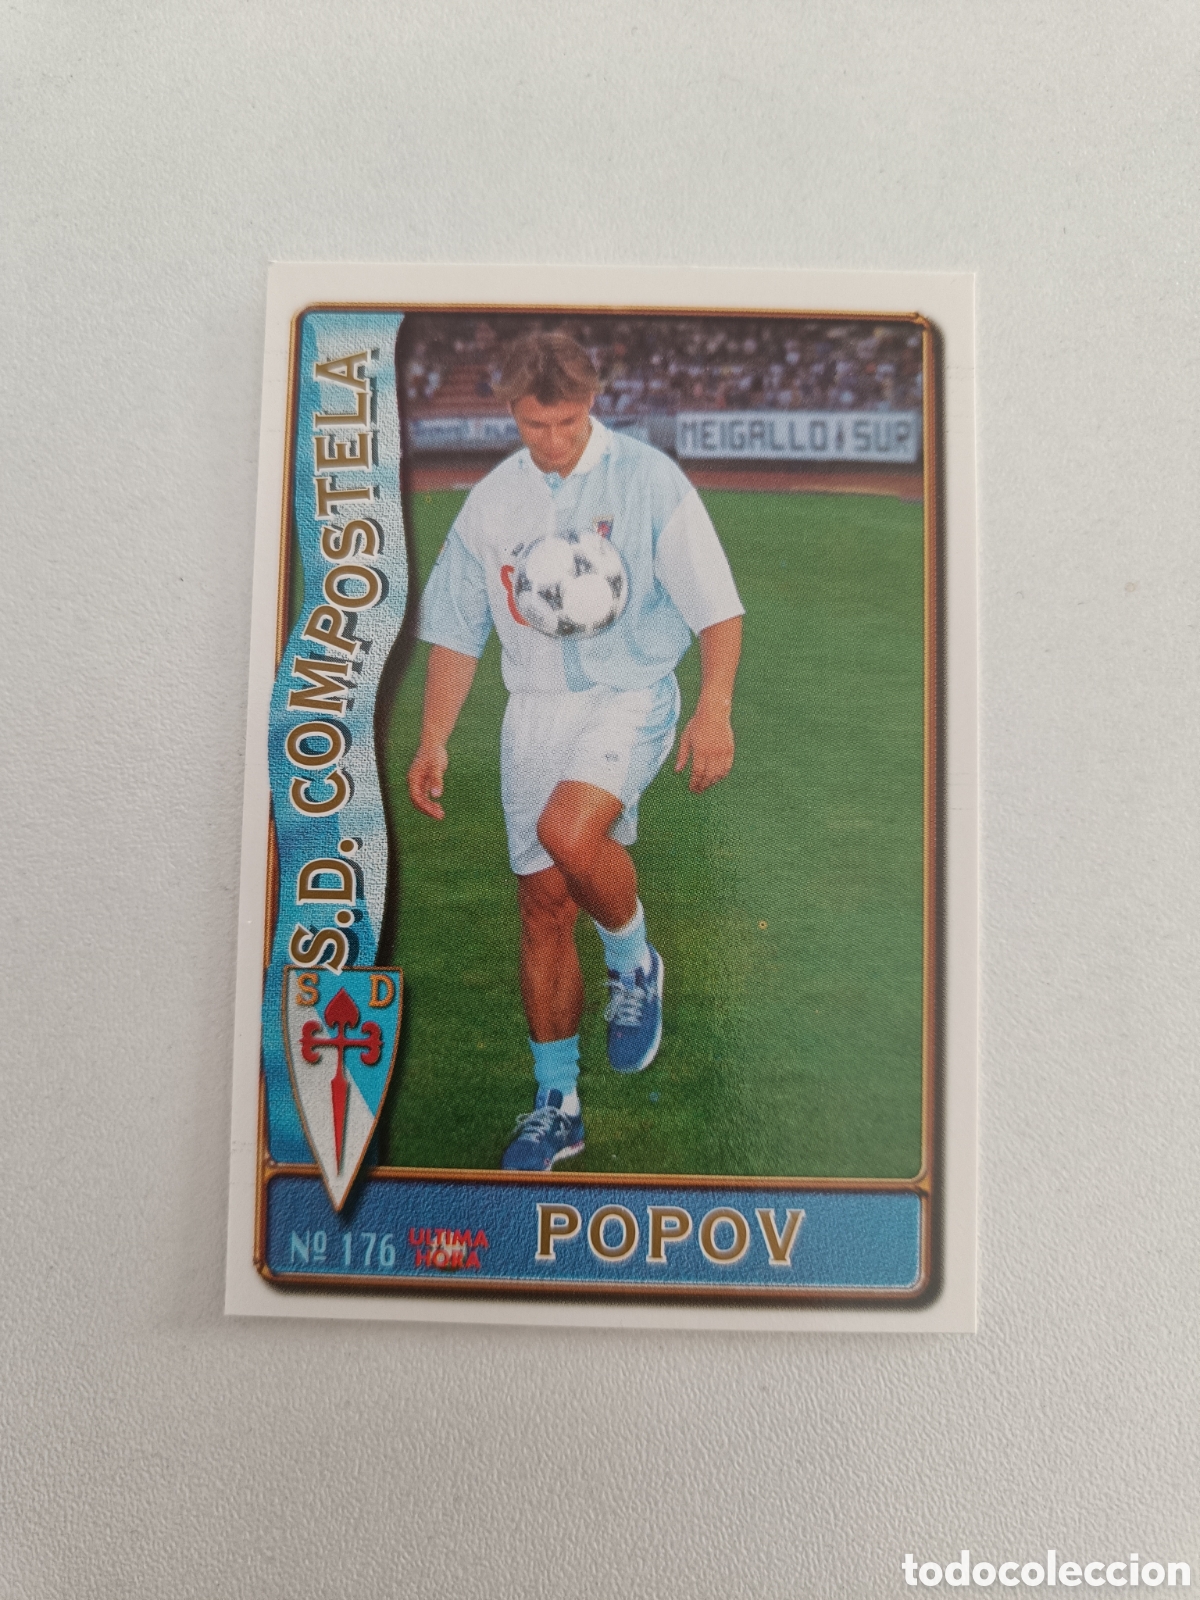 S.D. COMPOSTELA
MEIGALLO SUR
S D
Nº 176
ULTIMA
HORA
POPOV
todocoleccion